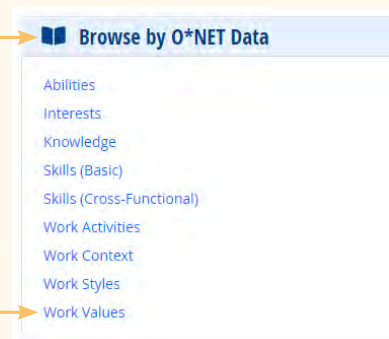 Browse by O*NET Data
Abilities
Interests
Knowledge
Skills (Basic)
Skills (Cross-Functional)
Work Activities
Work Context
Work Styles
Work Values